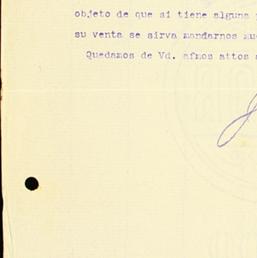 objeto de que si tiene alguna
su venta se sirva mandarnos
Quedamos de Vd. afmos attos